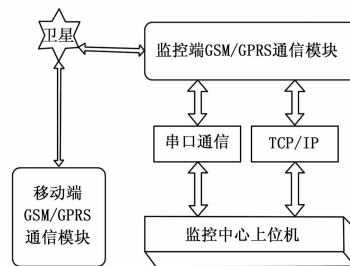 卫星
监控端GSM/GPRS通信模块
串口通信
TCP/IP
移动端
GSM/GPRS
通信模块
监控中心上位机